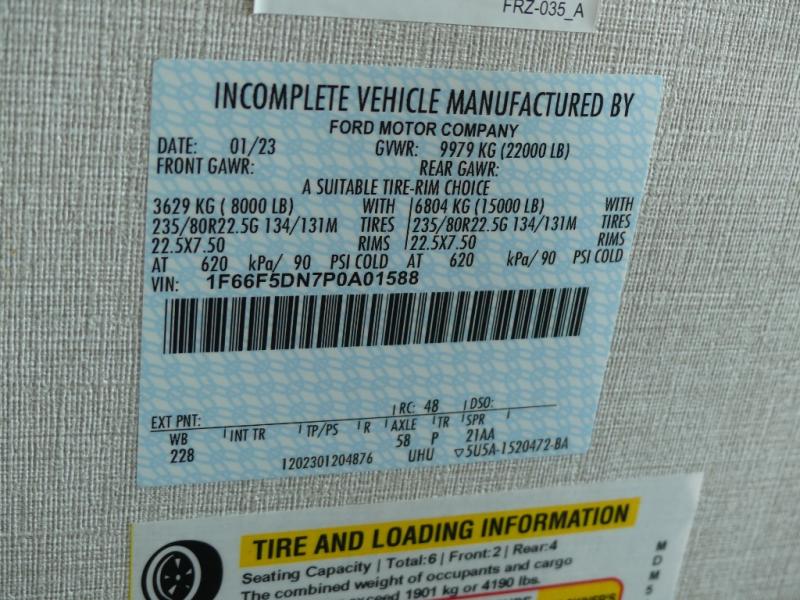 FRZ-035_A
INCOMPLETE VEHICLE MANUFACTURED BY
FORD MOTOR COMPANY
DATE: 01/23 GVWR: 9979 KG (22000 LB)
FRONT GAWR: REAR GAWR:
A SUITABLE TIRE-RIM CHOICE
3629 KG ( 8000 LB) WITH 6804 KG (15000 LB) WITH
235/80R22.5G 134/131M TIRES 235/80R22.5G 134/131M TIRES
22.5X7.50 RIMS 22.5X7.50 RIMS
AT 620 kPa/ 90 PSI COLD AT 620 kPa/ 90 PSI COLD
VIN: 1F66F5DN7P0A01588
EXT PNT: RC: 48 DSO:
WB INT TR TP/PS R AXLE TR SPR
228 58 P 21AA
1202301204876 UHU 5U5A-1520472-BA
TIRE AND LOADING INFORMATION
Seating Capacity | Total:6 | Front:2 | Rear:4
The combined weight of occupants and cargo
exceed 1901 kg or 4190 lbs.
M
D
M
5